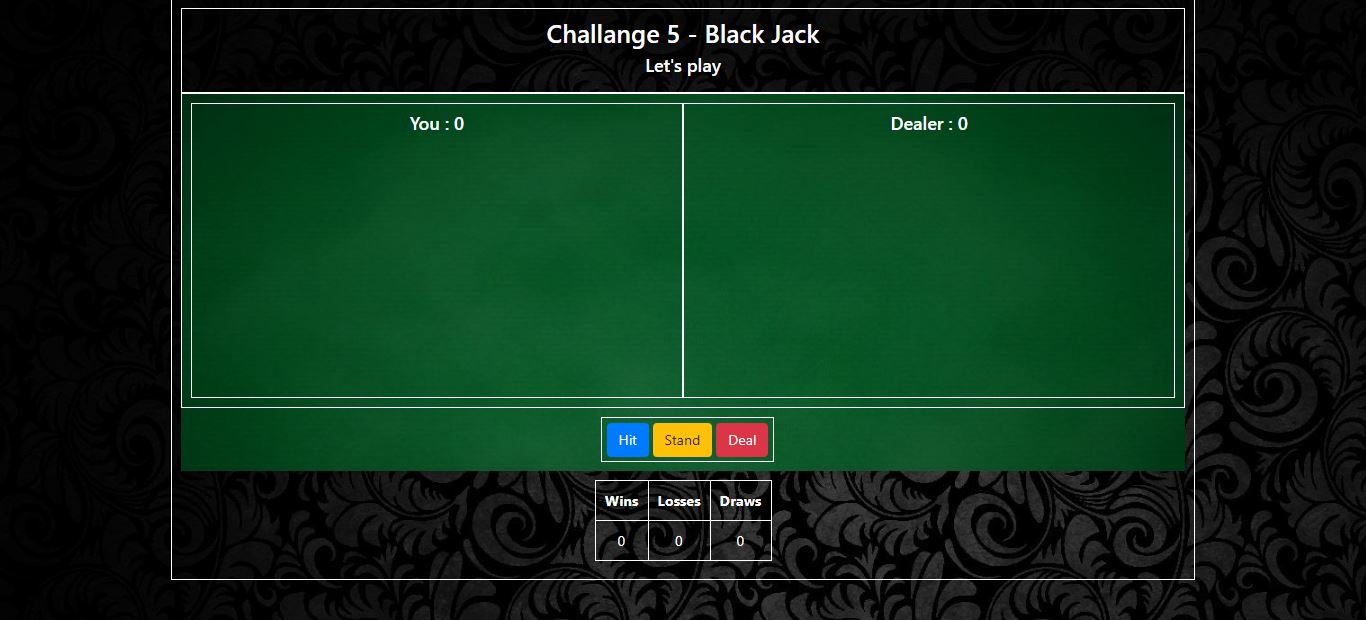 Challange 5 - Black Jack
Let's play
You : 0
Dealer : 0
Hit
Stand
Deal
Wins Losses Draws
0 0 0